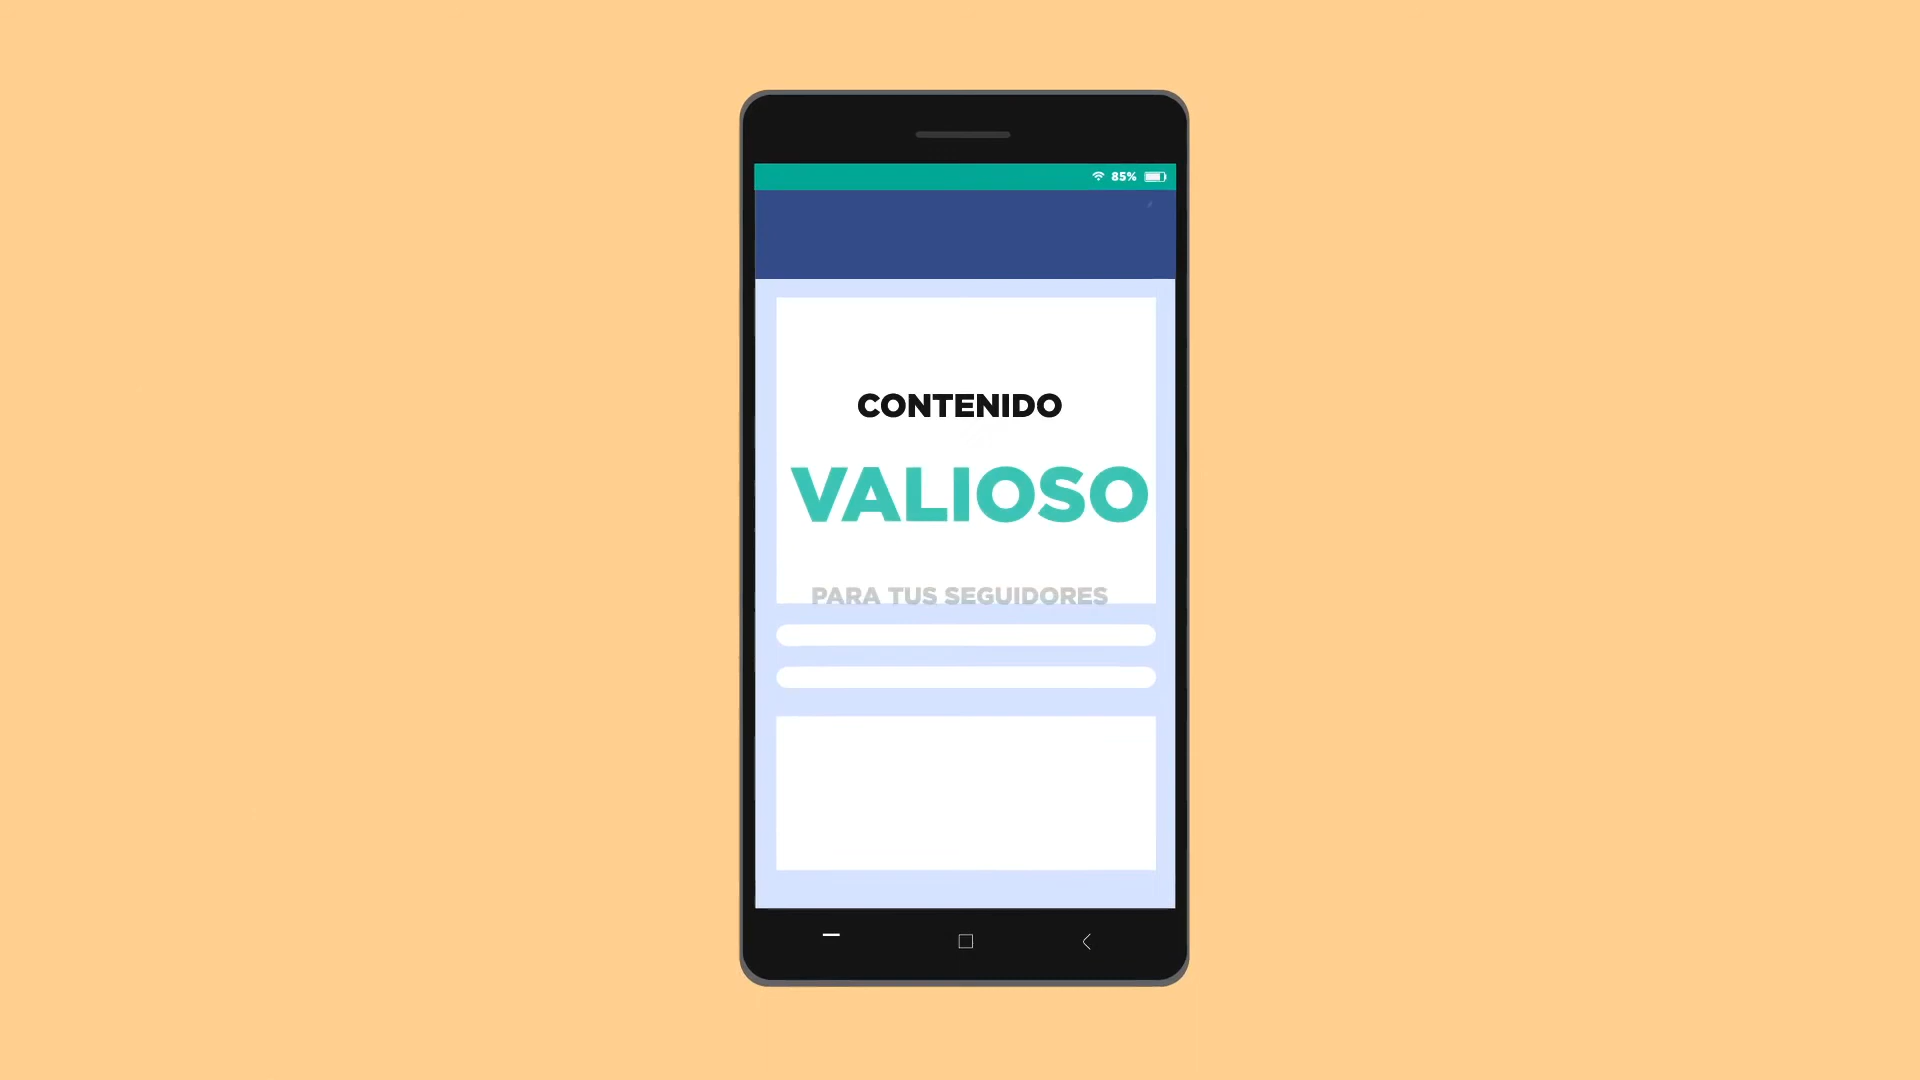 85%
CONTENIDO
VALIOSO
PARA TUS SEGUIDORES